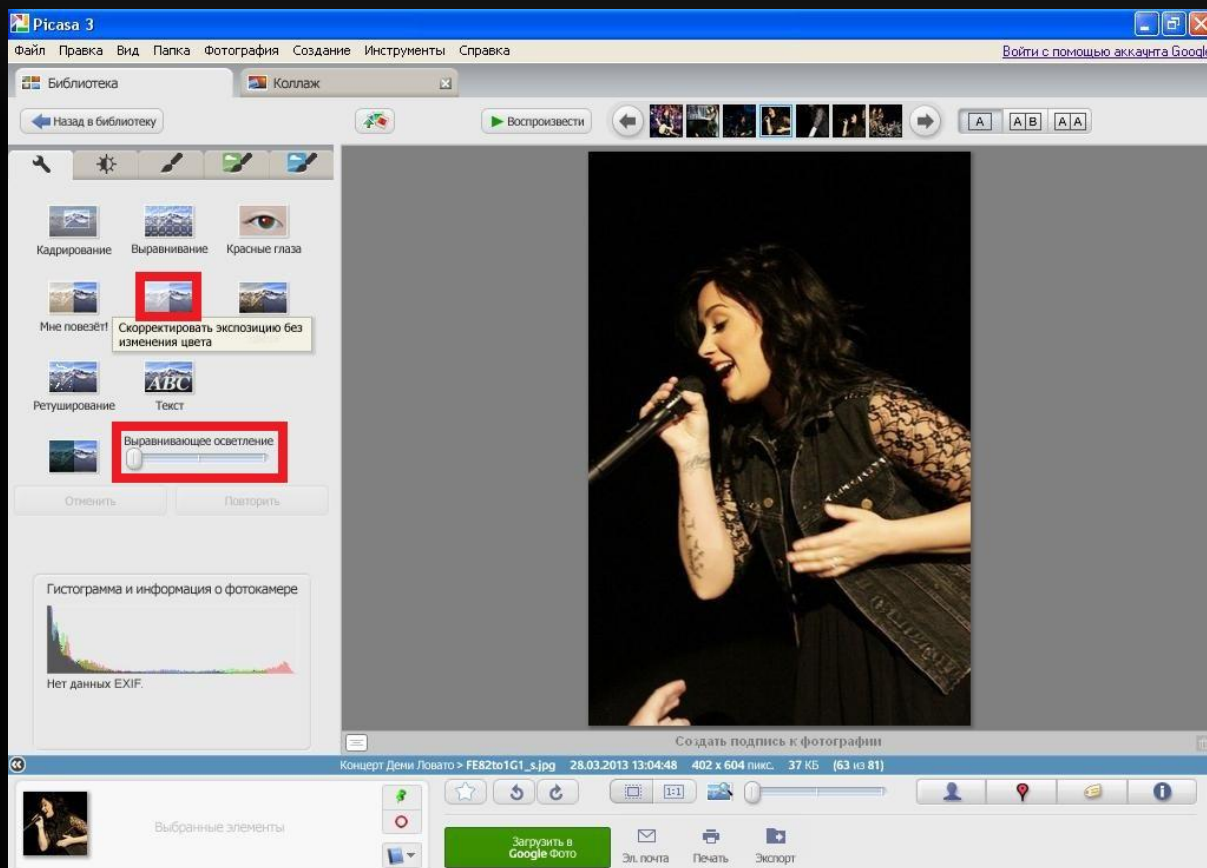 Picasa 3
Файл Правка Вид Папка Фотография Создание Инструменты Справка
Войти с помощью аккаунта Google
Библиотека
Коллаж
Назад в библиотеку
Воспроизвести
A
A B
A A
Кадрирование Выравнивание Красные глаза
Мне повезёт!
Скорректировать экспозицию без
изменения цвета
ABC
Ретуширование Текст
Выравнивающее осветление
Отменить Повторить
Гистограмма и информация о фотокамере
Нет данных EXIF.
Создать подпись к фотографии
Концерт Деми Ловато > FE82to1G1_s.jpg 28.03.2013 13:04:48 402 x 604 пикс. 37 КБ (63 из 81)
1:1
Выбранные элементы
Загрузить в
Google Фото
Эл. почта Печать Экспорт